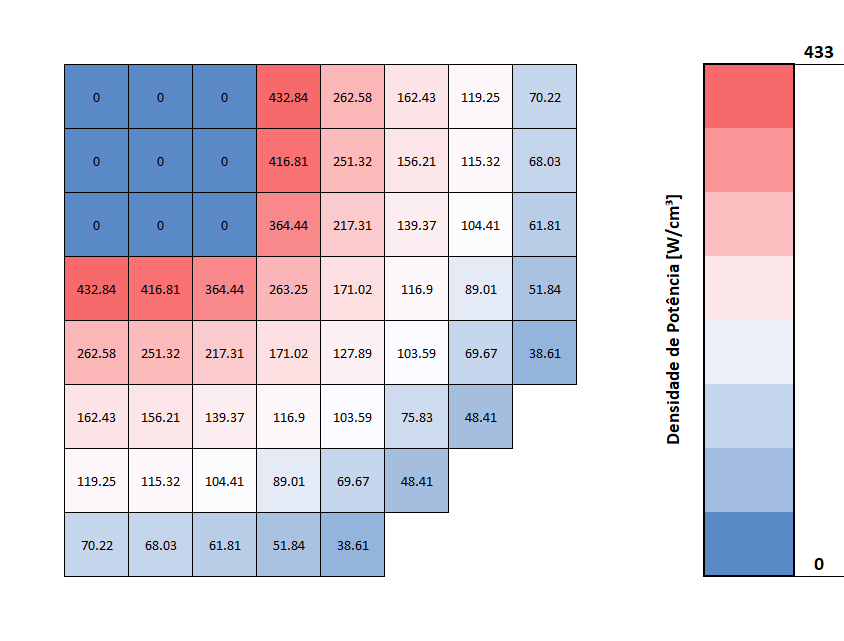 433
0 0 0 432.84 262.58 162.43 119.25 70.22
0 0 0 416.81 251.32 156.21 115.32 68.03
0 0 0 364.44 217.31 139.37 104.41 61.81
432.84 416.81 364.44 263.25 171.02 116.9 89.01 51.84
262.58 251.32 217.31 171.02 127.89 103.59 69.67 38.61
162.43 156.21 139.37 116.9 103.59 75.83 48.41
119.25 115.32 104.41 89.01 69.67 48.41
70.22 68.03 61.81 51.84 38.61
Densidade de Potência [W/cm³]
0